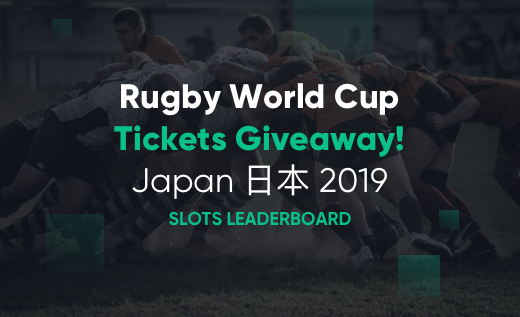 Rugby World Cup
Tickets Giveaway!
Japan 日本 2019
SLOTS LEADERBOARD